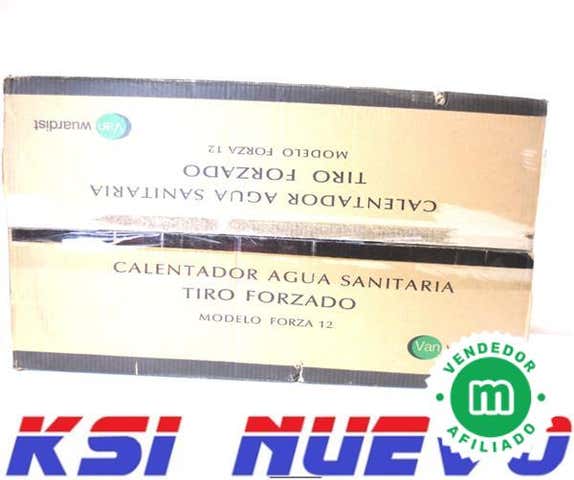 Van
wuardist
MODELO FORZA 12
TIRO FORZADO
CALENTADOR AGUA SANITARIA
CALENTADOR AGUA SANITARIA
TIRO FORZADO
MODELO FORZA 12
Van
VENDEDOR
m
AFILIADO
KSI NUEVO